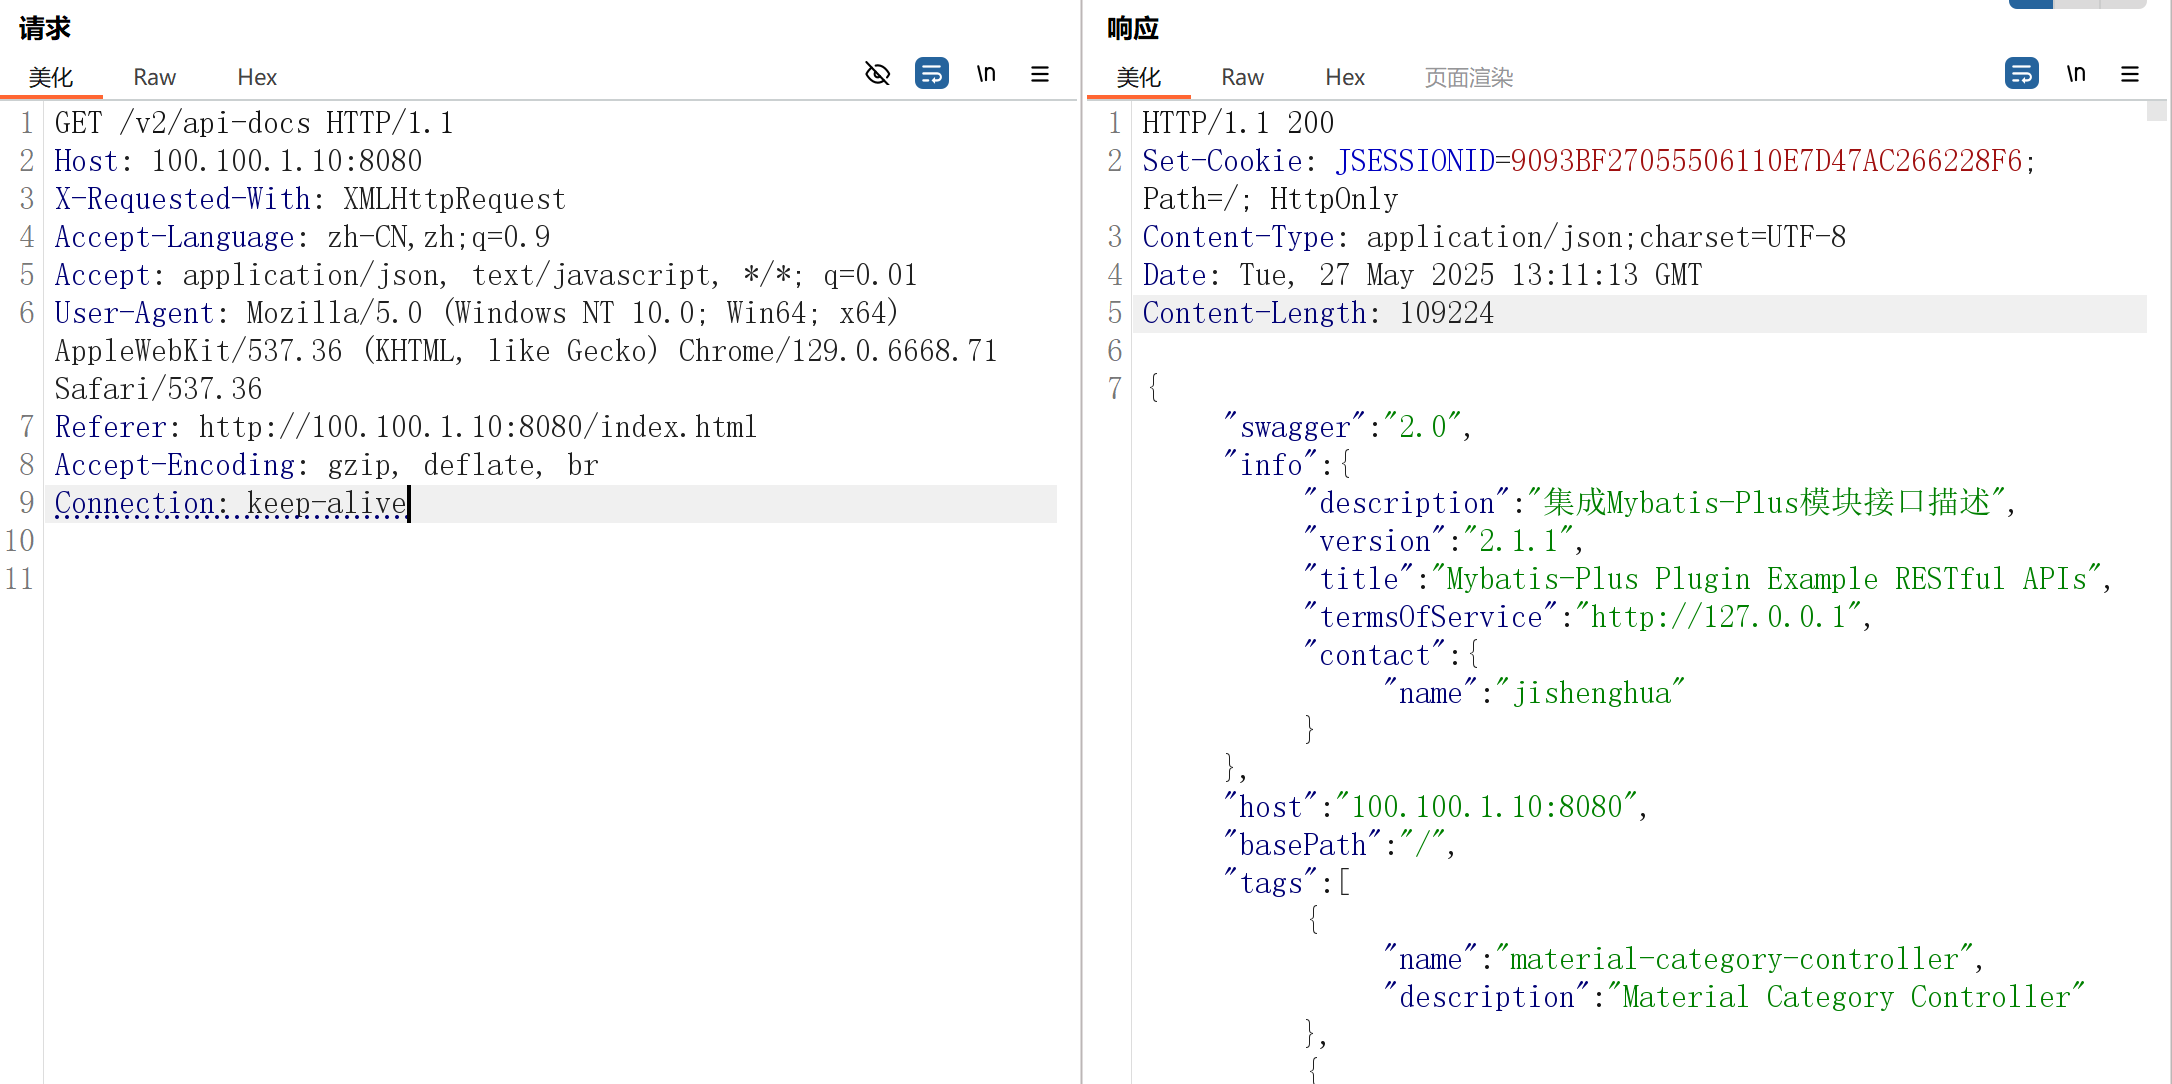 请求
美化 Raw Hex \n
1 GET /v2/api-docs HTTP/1.1
2 Host: 100.100.1.10:8080
3 X-Requested-With: XMLHttpRequest
4 Accept-Language: zh-CN,zh;q=0.9
5 Accept: application/json, text/javascript, */*; q=0.01
6 User-Agent: Mozilla/5.0 (Windows NT 10.0; Win64; x64)
AppleWebKit/537.36 (KHTML, like Gecko) Chrome/129.0.6668.71
Safari/537.36
7 Referer: http://100.100.1.10:8080/index.html
8 Accept-Encoding: gzip, deflate, br
9 Connection: keep-alive
10
11
响应
美化 Raw Hex 页面渲染 \n
1 HTTP/1.1 200
2 Set-Cookie: JSESSIONID=9093BF27055506110E7D47AC266228F6;
Path=/; HttpOnly
3 Content-Type: application/json;charset=UTF-8
4 Date: Tue, 27 May 2025 13:11:13 GMT
5 Content-Length: 109224
6
7 {
"swagger":"2.0",
"info":{
"description":"集成Mybatis-Plus模块接口描述",
"version":"2.1.1",
"title":"Mybatis-Plus Plugin Example RESTful APIs",
"termsOfService":"http://127.0.0.1",
"contact":{
"name":"jishenghua"
}
},
"host":"100.100.1.10:8080",
"basePath":"/",
"tags":[
{
"name":"material-category-controller",
"description":"Material Category Controller"
},
{